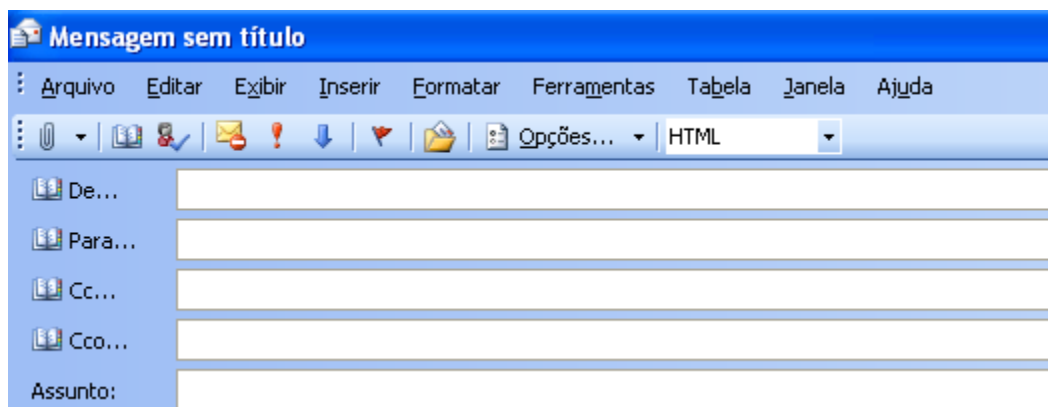 Mensagem sem título
Arquivo Editar Exibir Inserir Formatar Ferramentas Tabela Janela Ajuda
Opções... HTML
De...
Para...
Cc...
Cco...
Assunto: